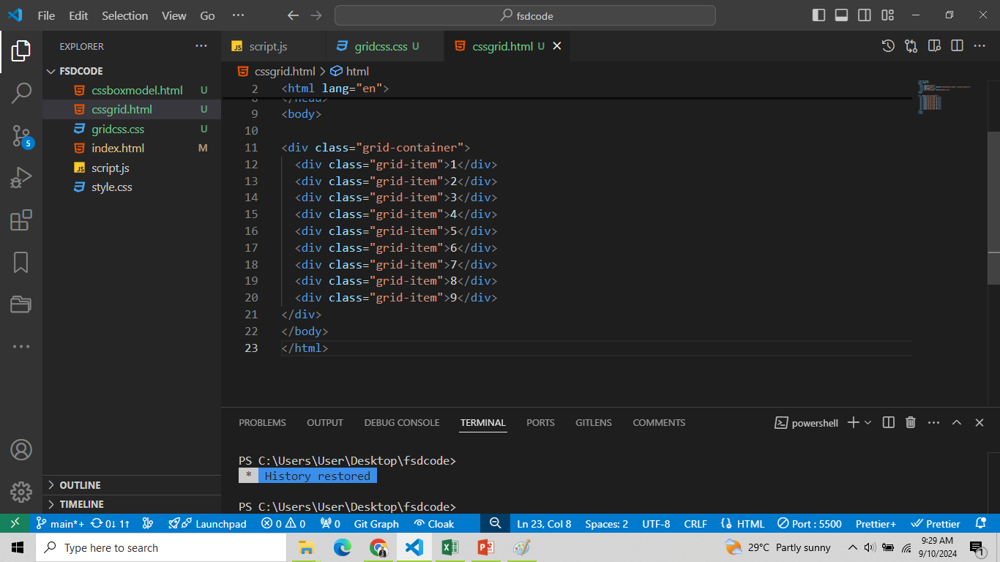 File Edit Selection View Go ··· fsdcode
EXPLORER ···
FSDCODE
cssboxmodel.html U
cssgrid.html U
gridcss.css U
index.html M
JS script.js
style.css
OUTLINE
TIMELINE
5
JS script.js gridcss.css U cssgrid.html U
cssgrid.html > html
2 <html lang="en">
8 </head>
9 <body>
10
11 <div class="grid-container">
12 <div class="grid-item">1</div>
13 <div class="grid-item">2</div>
14 <div class="grid-item">3</div>
15 <div class="grid-item">4</div>
16 <div class="grid-item">5</div>
17 <div class="grid-item">6</div>
18 <div class="grid-item">7</div>
19 <div class="grid-item">8</div>
20 <div class="grid-item">9</div>
21 </div>
22 </body>
23 </html>
PROBLEMS OUTPUT DEBUG CONSOLE TERMINAL PORTS GITLENS COMMENTS powershell
PS C:\Users\User\Desktop\fsdcode>
* History restored
PS C:\Users\User\Desktop\fsdcode>
main*+ 0↓ 1↑ Launchpad 0 0 0 Git Graph Cloak Ln 23, Col 8 Spaces: 2 UTF-8 CRLF HTML Port : 5500 Prettier+ Prettier
Type here to search 29°C Partly sunny 9:29 AM
9/10/2024 1